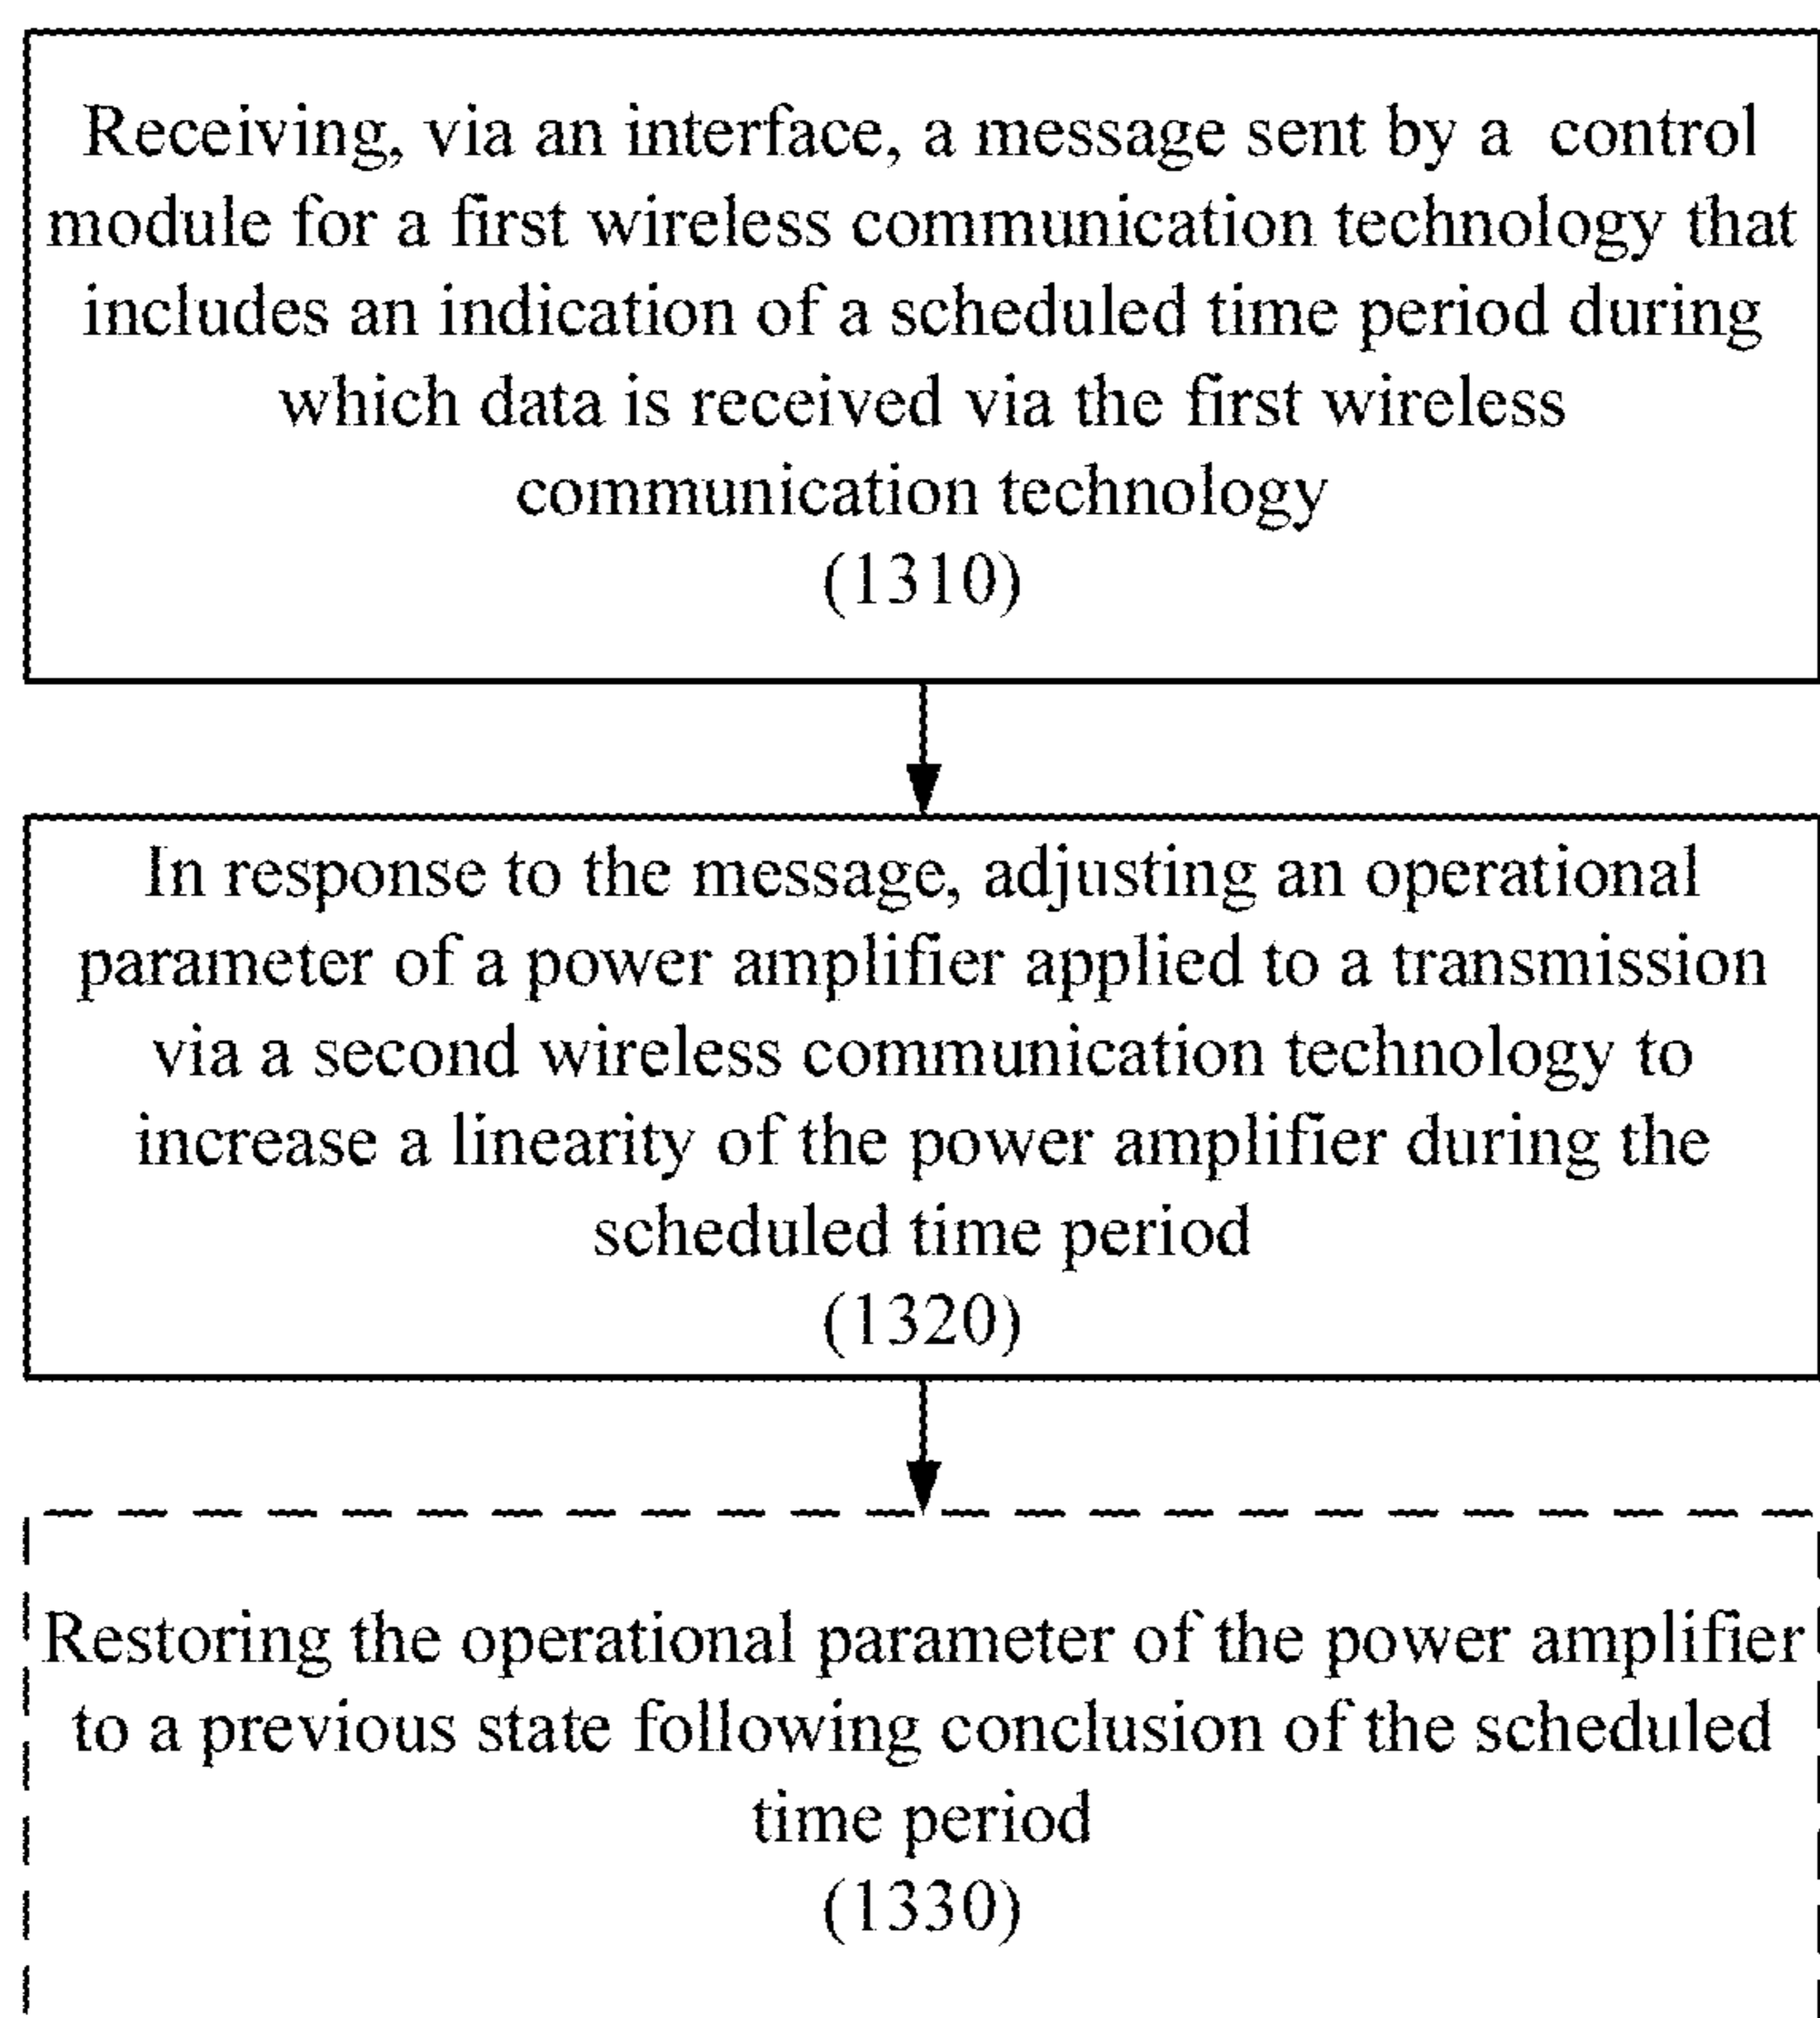 Receiving, via an interface, a message sent by a control
module for a first wireless communication technology that
includes an indication of a scheduled time period during
which data is received via the first wireless
communication technology
(1310)
In response to the message, adjusting an operational
parameter of a power amplifier applied to a transmission
via a second wireless communication technology to
increase a linearity of the power amplifier during the
scheduled time period
(1320)
Restoring the operational parameter of the power amplifier
to a previous state following conclusion of the scheduled
time period
(1330)